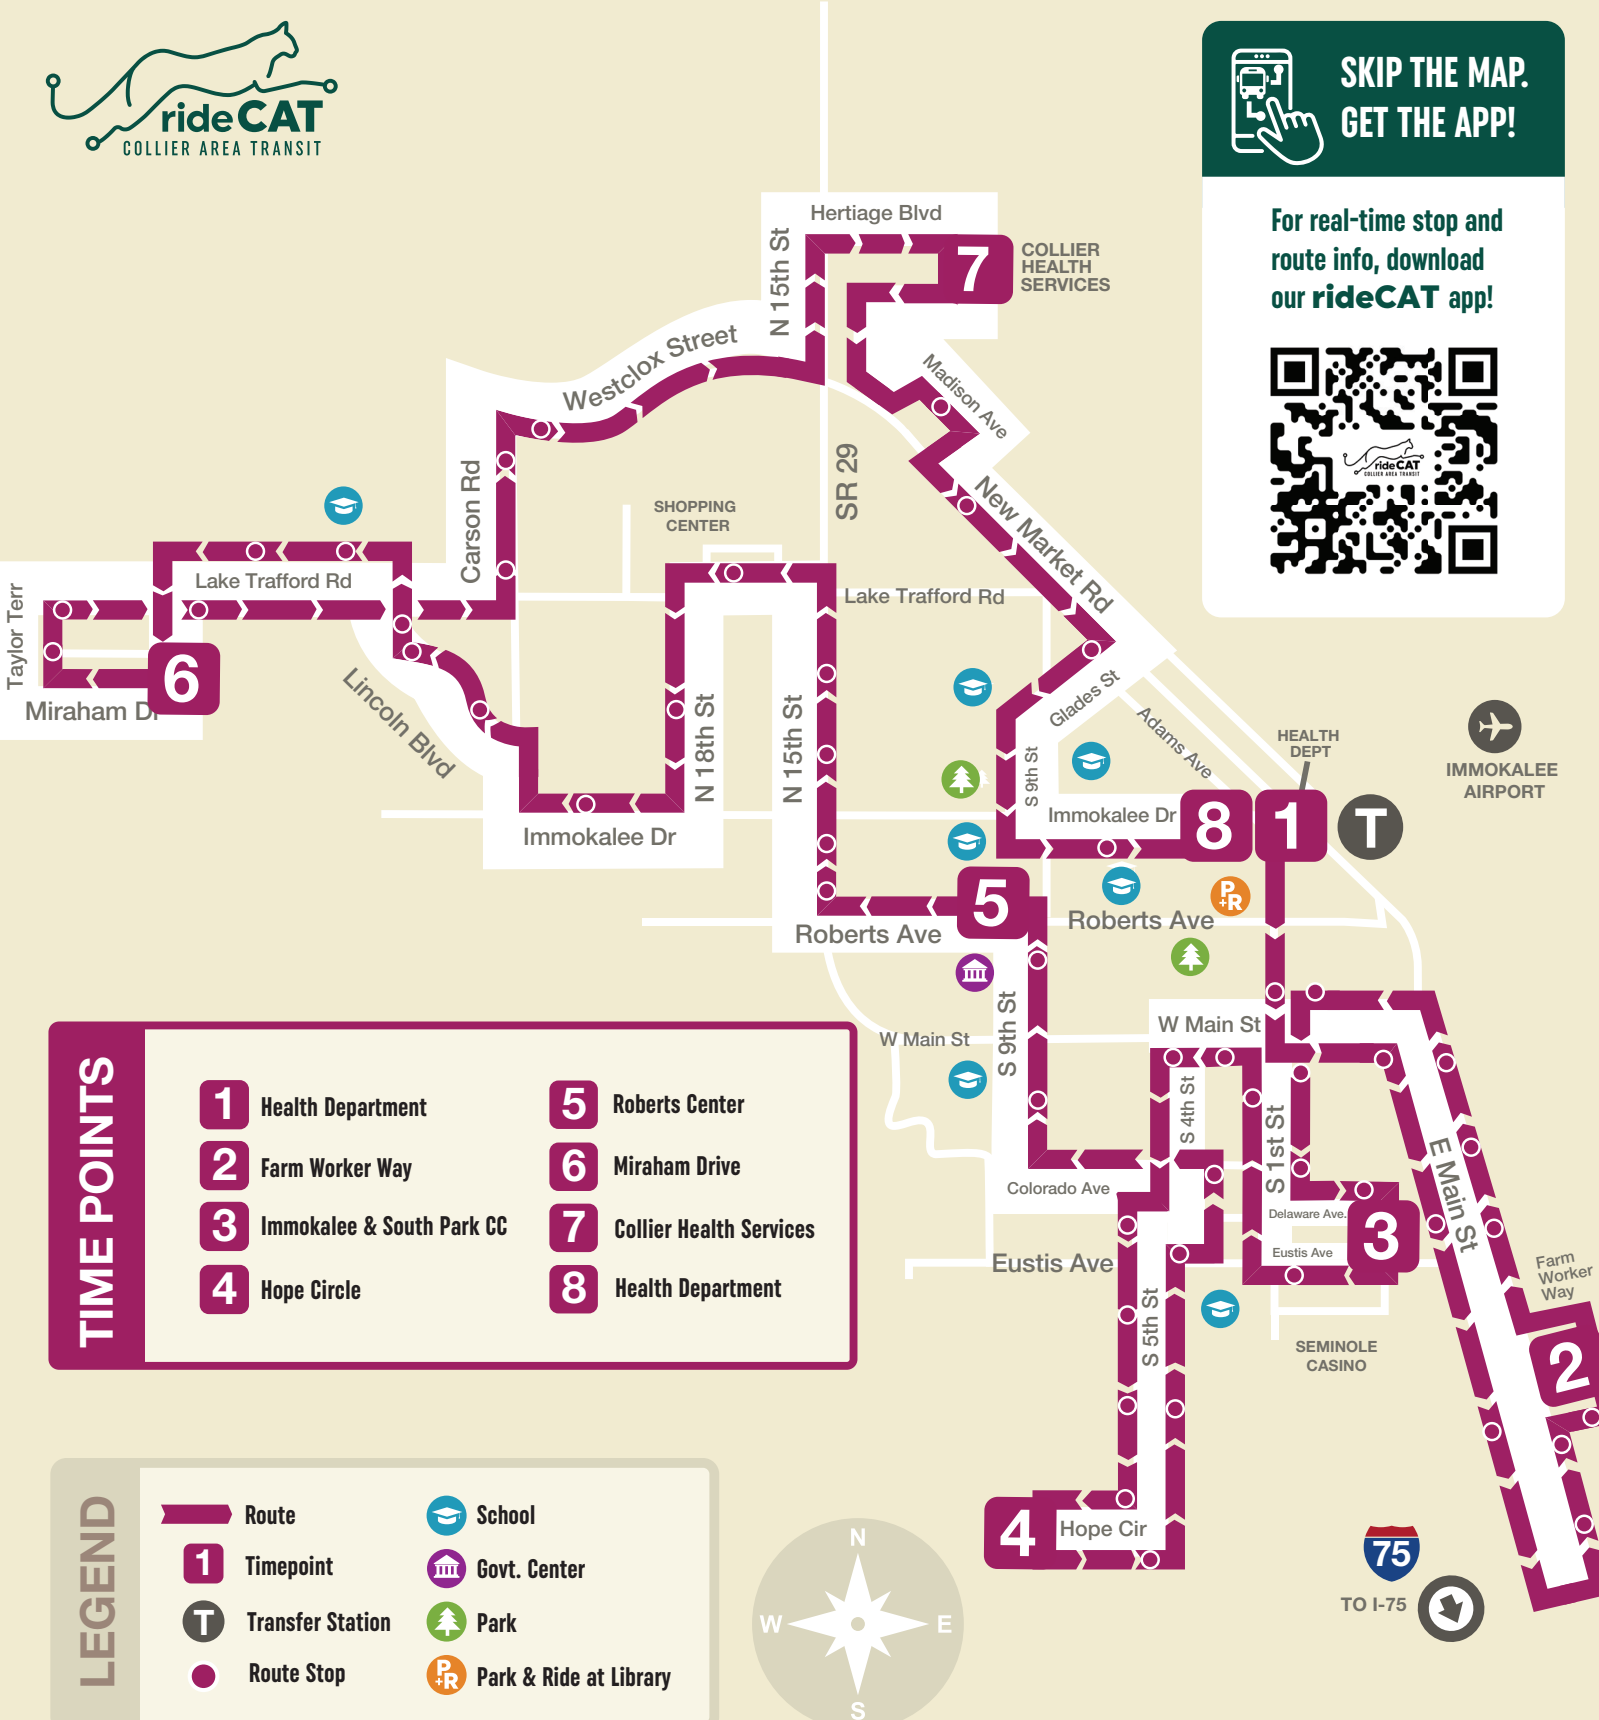 rideCAT
COLLIER AREA TRANSIT
SKIP THE MAP.
GET THE APP!
For real-time stop and
route info, download
our rideCAT app!
rideCAT
COLLIER AREA TRANSIT
Hertiage Blvd
N 15th St
7
COLLIER
HEALTH
SERVICES
Westclox Street
Madison Ave
SR 29
Carson Rd
SHOPPING
CENTER
New Market Rd
Lake Trafford Rd
Lake Trafford Rd
Taylor Terr
6
Miraham Dr
Lincoln Blvd
N 18th St
N 15th St
Glades St
Adams Ave
S 9th St
HEALTH
DEPT
IMMOKALEE
AIRPORT
Immokalee Dr
8
1
T
Immokalee Dr
5
P
+R
Roberts Ave
Roberts Ave
S 9th St
W Main St
W Main St
S 4th St
S 1st St
E Main St
Colorado Ave
Delaware Ave.
3
Eustis Ave
Eustis Ave
Farm
Worker
Way
S 5th St
SEMINOLE
CASINO
2
4
Hope Cir
75
TO I-75
TIME POINTS
1 Health Department
2 Farm Worker Way
3 Immokalee & South Park CC
4 Hope Circle
5 Roberts Center
6 Miraham Drive
7 Collier Health Services
8 Health Department
LEGEND
Route
1 Timepoint
T Transfer Station
Route Stop
School
Govt. Center
Park
P
+R Park & Ride at Library
N
W
E
S